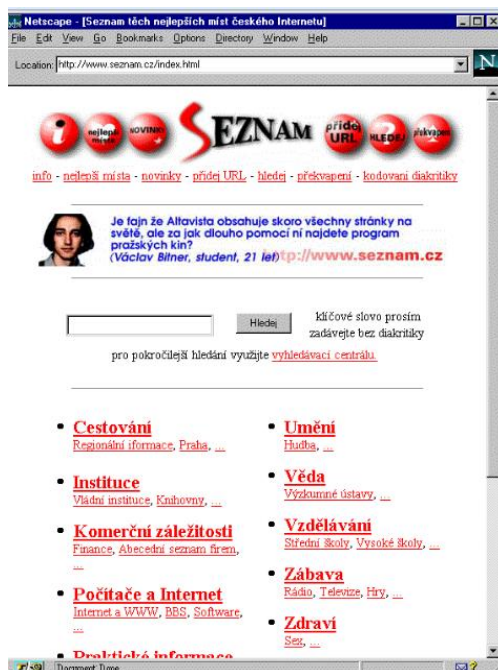 Netscape - [Seznam těch nejlepších míst českého Internetu]
File Edit View Go Bookmarks Options Directory Window Help
Location: http://www.seznam.cz/index.html
N
i nejlepší místa NOVINKY SEZNAM přidej URL HLEDEJ překvapení
info - nejlepší místa - novinky - přidej URL - hledej - překvapení - kodovani diakritiky
Je fajn že Altavista obsahuje skoro všechny stránky na
světě, ale za jak dlouho pomocí ní najdete program
pražských kin?
(Václav Bitner, student, 21 let)
http://www.seznam.cz
Hledej
klíčové slovo prosím
zadávejte bez diakritiky
pro pokročilejší hledání využijte vyhledávací centrálu.
Cestování
Regionální iformace, Praha, ...
Instituce
Vládní instituce, Knihovny, ...
Komerční záležitosti
Finance, Abecední seznam firem,
...
Počítače a Internet
Internet a WWW, BBS, Software,
...
Praktické informace
Umění
Hudba, ...
Věda
Výzkumné ústavy, ...
Vzdělávání
Střední školy, Vysoké školy, ...
Zábava
Rádio, Televize, Hry, ...
Zdraví
Sex, ...
Document Done